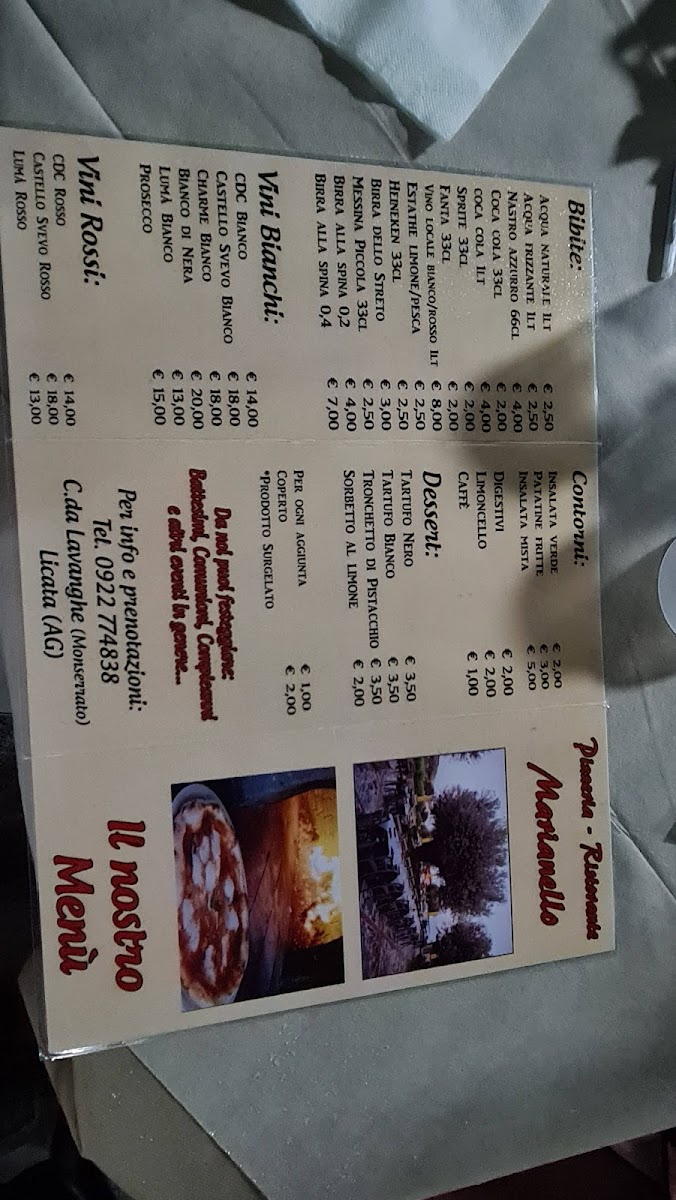 Bibite:
Acqua naturale 1lt € 2,50
Acqua frizzante 1lt € 2,50
Nastro azzurro 66cl € 4,00
Coca cola 33cl € 2,00
coca cola 1lt € 4,00
Sprite 33cl € 2,00
Fanta 33cl € 2,00
Vino locale bianco/rosso 1lt € 8,00
Estathe limone/pesca € 2,50
Heineken 33cl € 2,50
Birra dello Streto € 3,00
Messina Piccola 33cl € 2,50
Birra alla spina 0,2 € 4,00
Birra alla spina 0,4 € 7,00
Vini Bianchi:
CDC Bianco € 14,00
Castello Svevo Bianco € 18,00
Charme Bianco € 18,00
Bianco di Nera € 20,00
Lumà Bianco € 13,00
Prosecco € 15,00
Vini Rossi:
CDC Rosso € 14,00
Castello Svevo Rosso € 18,00
Lumà Rosso € 13,00
Contorni:
Insalata verde € 2,00
Patatine fritte € 3,00
Insalata mista € 5,00
Digestivi € 2,00
Limoncello € 2,00
Caffè € 1,00
Dessert:
Tartufo Nero € 3,50
Tartufo Bianco € 3,50
Tronchetto di Pistacchio € 3,50
Sorbetto al limone € 2,00
Per ogni aggiunta € 1,00
Coperto € 2,00
*Prodotto Surgelato
Da noi puoi festeggiare:
Battesimi, Comunioni, Compleanni
e altri eventi in genere...
Per info e prenotazioni:
Tel. 0922 774838
C.da Lavanghe (Monserrato)
Licata (AG)
Pizzeria - Ristorante
Marianello
Il nostro
Menù